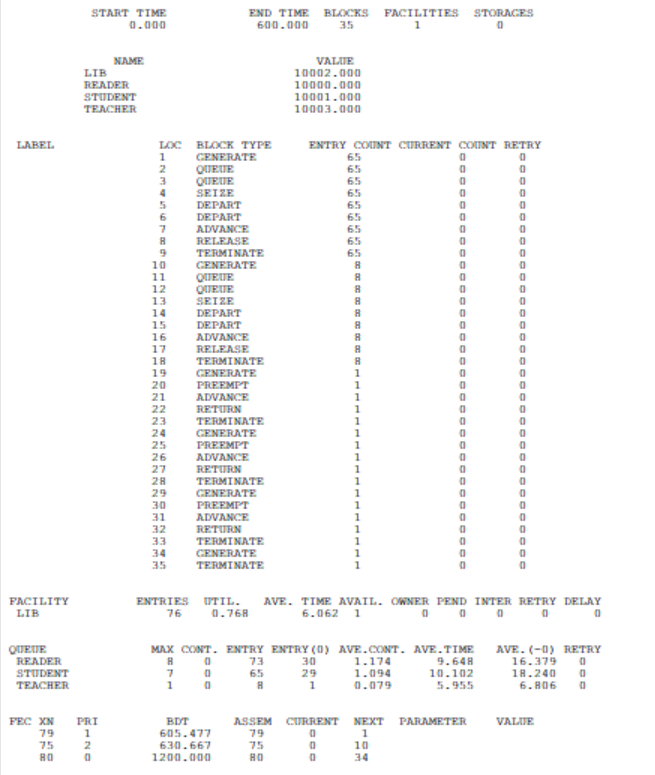 START TIME END TIME BLOCKS FACILITIES STORAGES
0.000 600.000 35 1 0
NAME VALUE
LIB 10002.000
READER 10000.000
STUDENT 10001.000
TEACHER 10003.000
LABEL LOC BLOCK TYPE ENTRY COUNT CURRENT COUNT RETRY
1 GENERATE 65 0 0
2 QUEUE 65 0 0
3 QUEUE 65 0 0
4 SEIZE 65 0 0
5 DEPART 65 0 0
6 DEPART 65 0 0
7 ADVANCE 65 0 0
8 RELEASE 65 0 0
9 TERMINATE 65 0 0
10 GENERATE 8 0 0
11 QUEUE 8 0 0
12 QUEUE 8 0 0
13 SEIZE 8 0 0
14 DEPART 8 0 0
15 DEPART 8 0 0
16 ADVANCE 8 0 0
17 RELEASE 8 0 0
18 TERMINATE 8 0 0
19 GENERATE 1 0 0
20 PREEMPT 1 0 0
21 ADVANCE 1 0 0
22 RETURN 1 0 0
23 TERMINATE 1 0 0
24 GENERATE 1 0 0
25 PREEMPT 1 0 0
26 ADVANCE 1 0 0
27 RETURN 1 0 0
28 TERMINATE 1 0 0
29 GENERATE 1 0 0
30 PREEMPT 1 0 0
31 ADVANCE 1 0 0
32 RETURN 1 0 0
33 TERMINATE 1 0 0
34 GENERATE 1 0 0
35 TERMINATE 1 0 0
FACILITY ENTRIES UTIL. AVE. TIME AVAIL. OWNER PEND INTER RETRY DELAY
LIB 76 0.768 6.062 1 0 0 0 0 0
QUEUE MAX CONT. ENTRY ENTRY(0) AVE.CONT. AVE.TIME AVE.(-0) RETRY
READER 8 0 73 30 1.174 9.648 16.379 0
STUDENT 7 0 65 29 1.094 10.102 18.240 0
TEACHER 1 0 8 1 0.079 5.955 6.806 0
FEC XN PRI BDT ASSEM CURRENT NEXT PARAMETER VALUE
79 1 605.477 79 0 1
75 2 630.667 75 0 10
80 0 1200.000 80 0 34